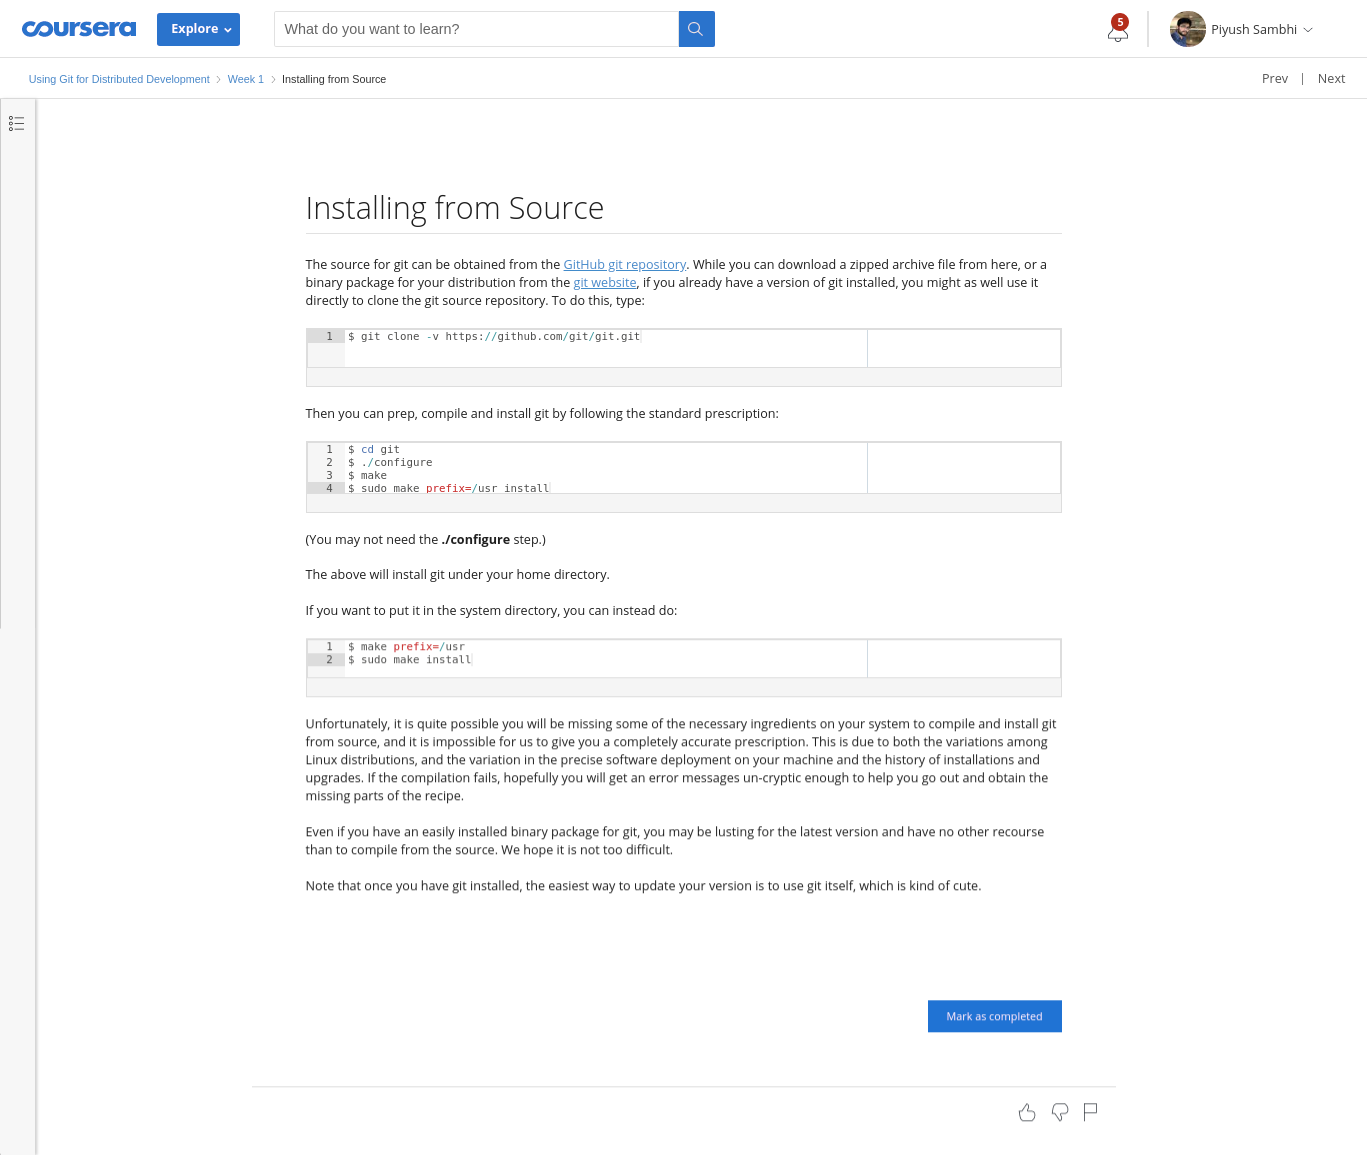 coursera
Explore
What do you want to learn?
5
Piyush Sambhi
Using Git for Distributed Development > Week 1 > Installing from Source
Prev | Next
Installing from Source
The source for git can be obtained from the GitHub git repository. While you can download a zipped archive file from here, or a
binary package for your distribution from the git website, if you already have a version of git installed, you might as well use it
directly to clone the git source repository. To do this, type:
1 $ git clone -v https://github.com/git/git.git
Then you can prep, compile and install git by following the standard prescription:
1 $ cd git
2 $ ./configure
3 $ make
4 $ sudo make prefix=/usr install
(You may not need the ./configure step.)
The above will install git under your home directory.
If you want to put it in the system directory, you can instead do:
1 $ make prefix=/usr
2 $ sudo make install
Unfortunately, it is quite possible you will be missing some of the necessary ingredients on your system to compile and install git
from source, and it is impossible for us to give you a completely accurate prescription. This is due to both the variations among
Linux distributions, and the variation in the precise software deployment on your machine and the history of installations and
upgrades. If the compilation fails, hopefully you will get an error messages un-cryptic enough to help you go out and obtain the
missing parts of the recipe.
Even if you have an easily installed binary package for git, you may be lusting for the latest version and have no other recourse
than to compile from the source. We hope it is not too difficult.
Note that once you have git installed, the easiest way to update your version is to use git itself, which is kind of cute.
Mark as completed